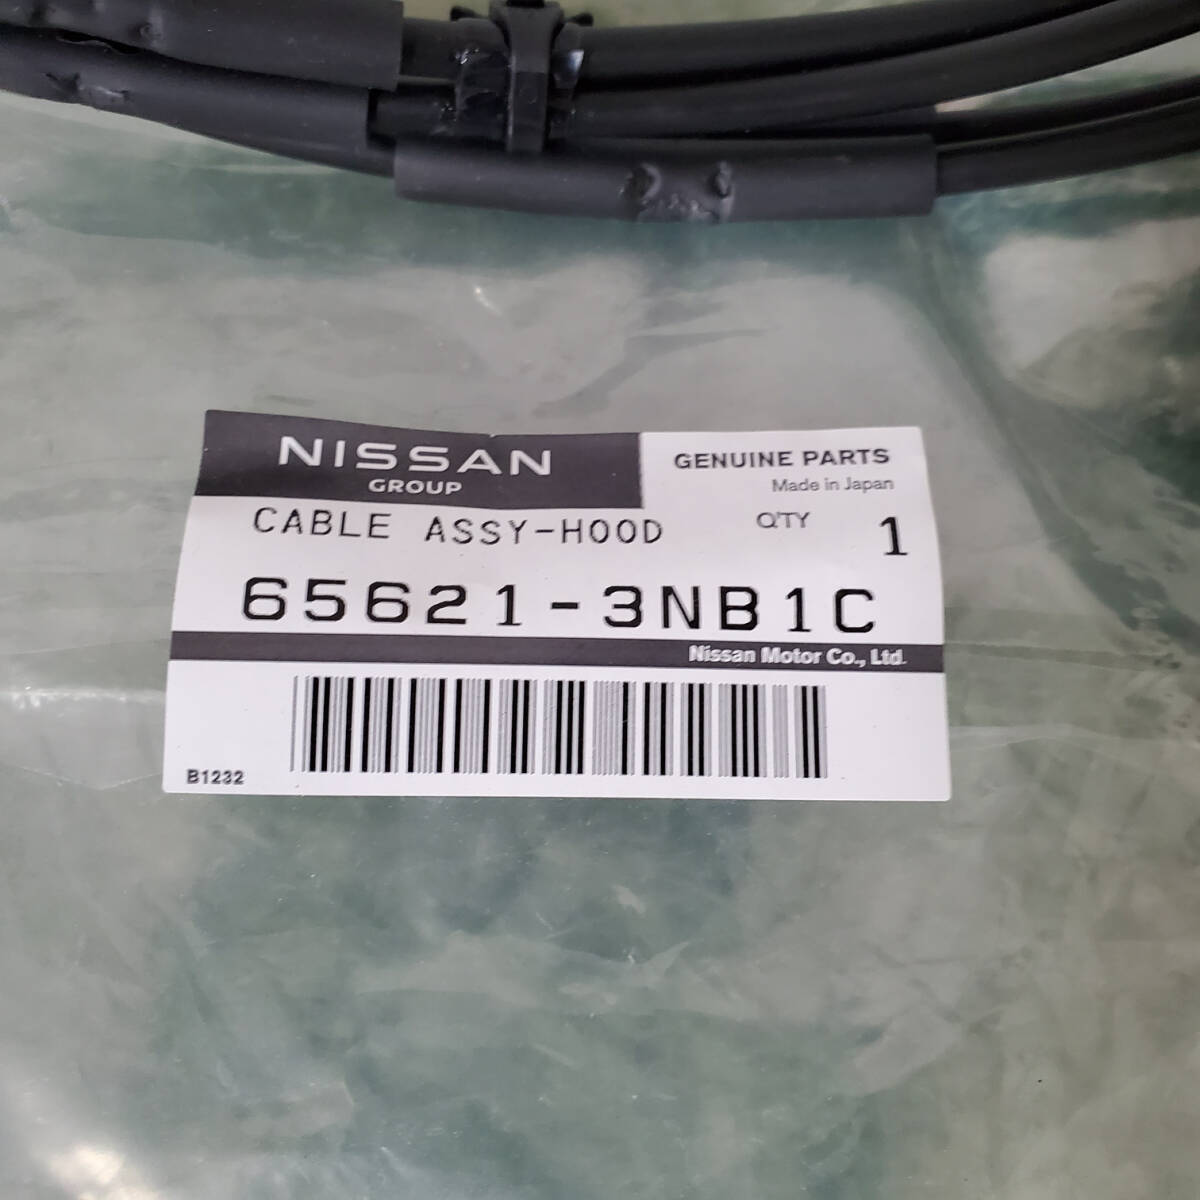 NISSAN
GROUP
GENUINE PARTS
Made in Japan
CABLE ASSY-HOOD
Q'TY 1
65621-3NB1C
Nissan Motor Co., Ltd.
B1232